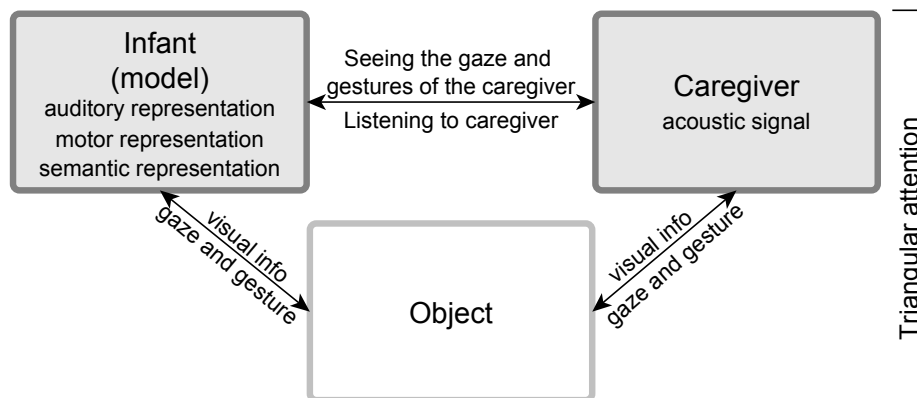 Infant
(model)
auditory representation
motor representation
semantic representation
Seeing the gaze and
gestures of the caregiver
Listening to caregiver
Caregiver
acoustic signal
visual info
gaze and gesture
Object
visual info
gaze and gesture
Triangular attention